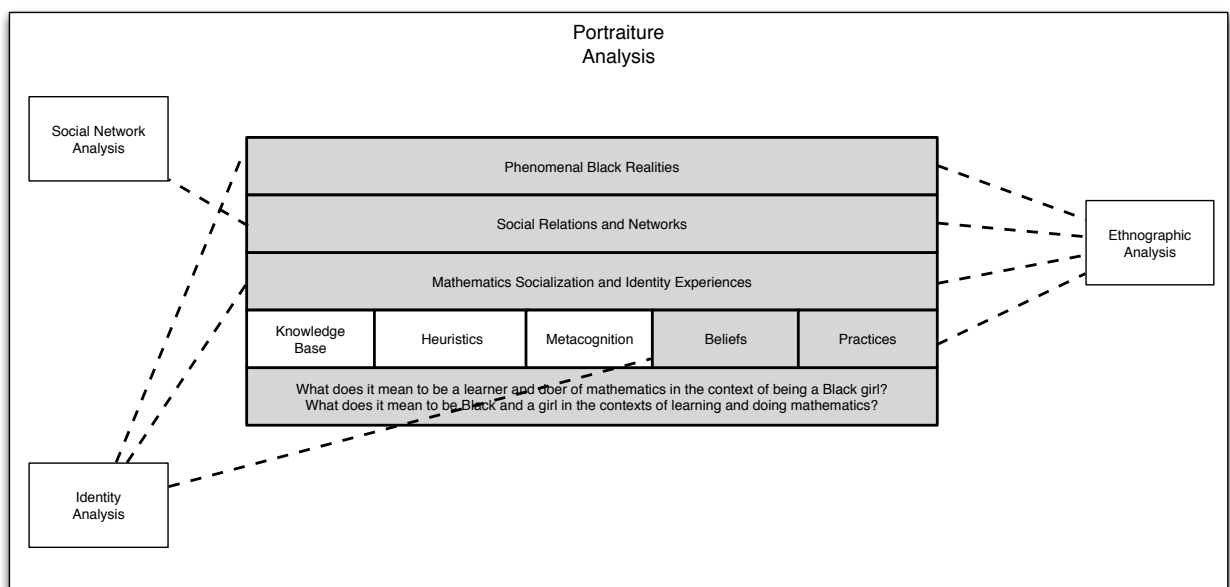 Portraiture
Analysis
Social Network
Analysis
Phenomenal Black Realities
Social Relations and Networks
Ethnographic
Analysis
Mathematics Socialization and Identity Experiences
Knowledge
Base
Heuristics
Metacognition
Beliefs
Practices
What does it mean to be a learner and doer of mathematics in the context of being a Black girl?
What does it mean to be Black and a girl in the contexts of learning and doing mathematics?
Identity
Analysis